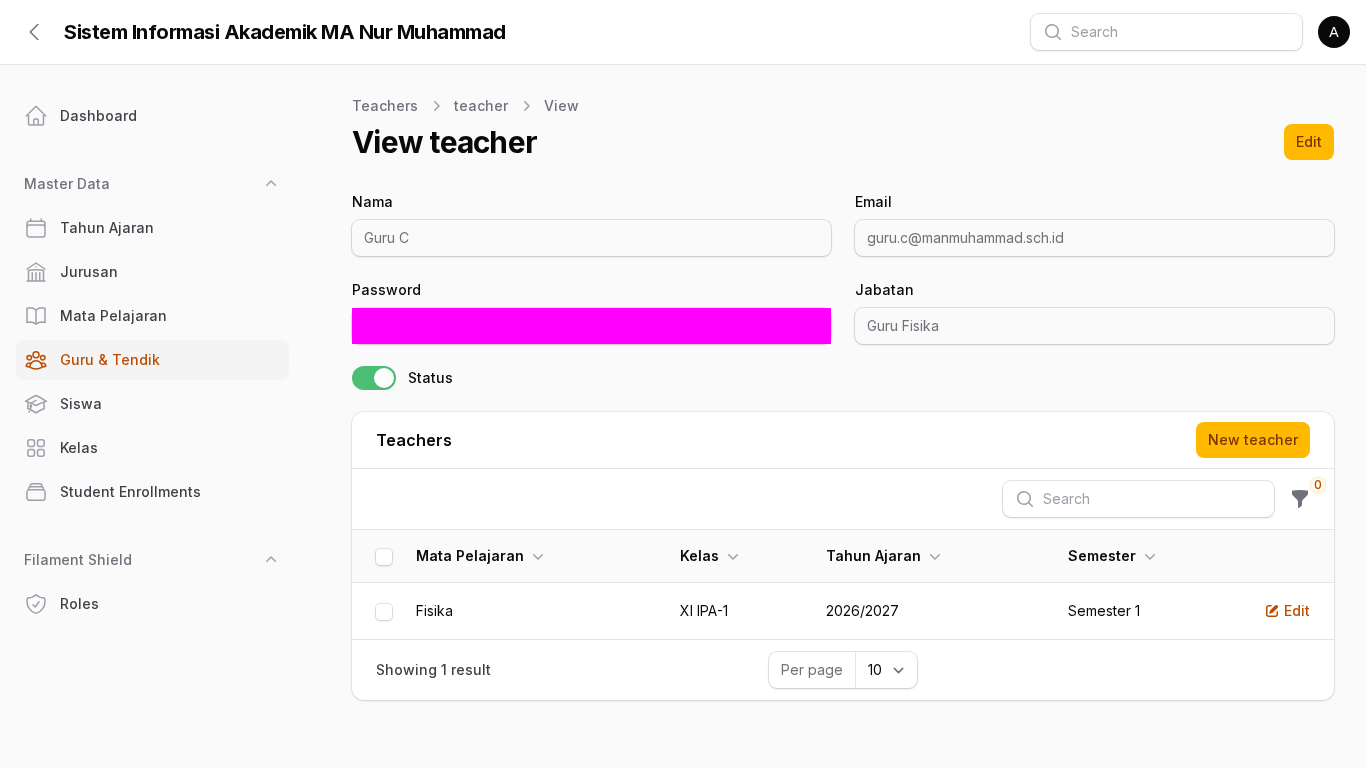 Sistem Informasi Akademik MA Nur Muhammad
Search
A
Dashboard
Master Data
Tahun Ajaran
Jurusan
Mata Pelajaran
Guru & Tendik
Siswa
Kelas
Student Enrollments
Filament Shield
Roles
Teachers
teacher
View
View teacher
Edit
Nama
Email
Guru C
guru.c@manmuhammad.sch.id
Password
Jabatan
Guru Fisika
Status
Teachers
New teacher
Search
0
Mata Pelajaran
Kelas
Tahun Ajaran
Semester
Fisika
XI IPA-1
2026/2027
Semester 1
Edit
Showing 1 result
Per page
10